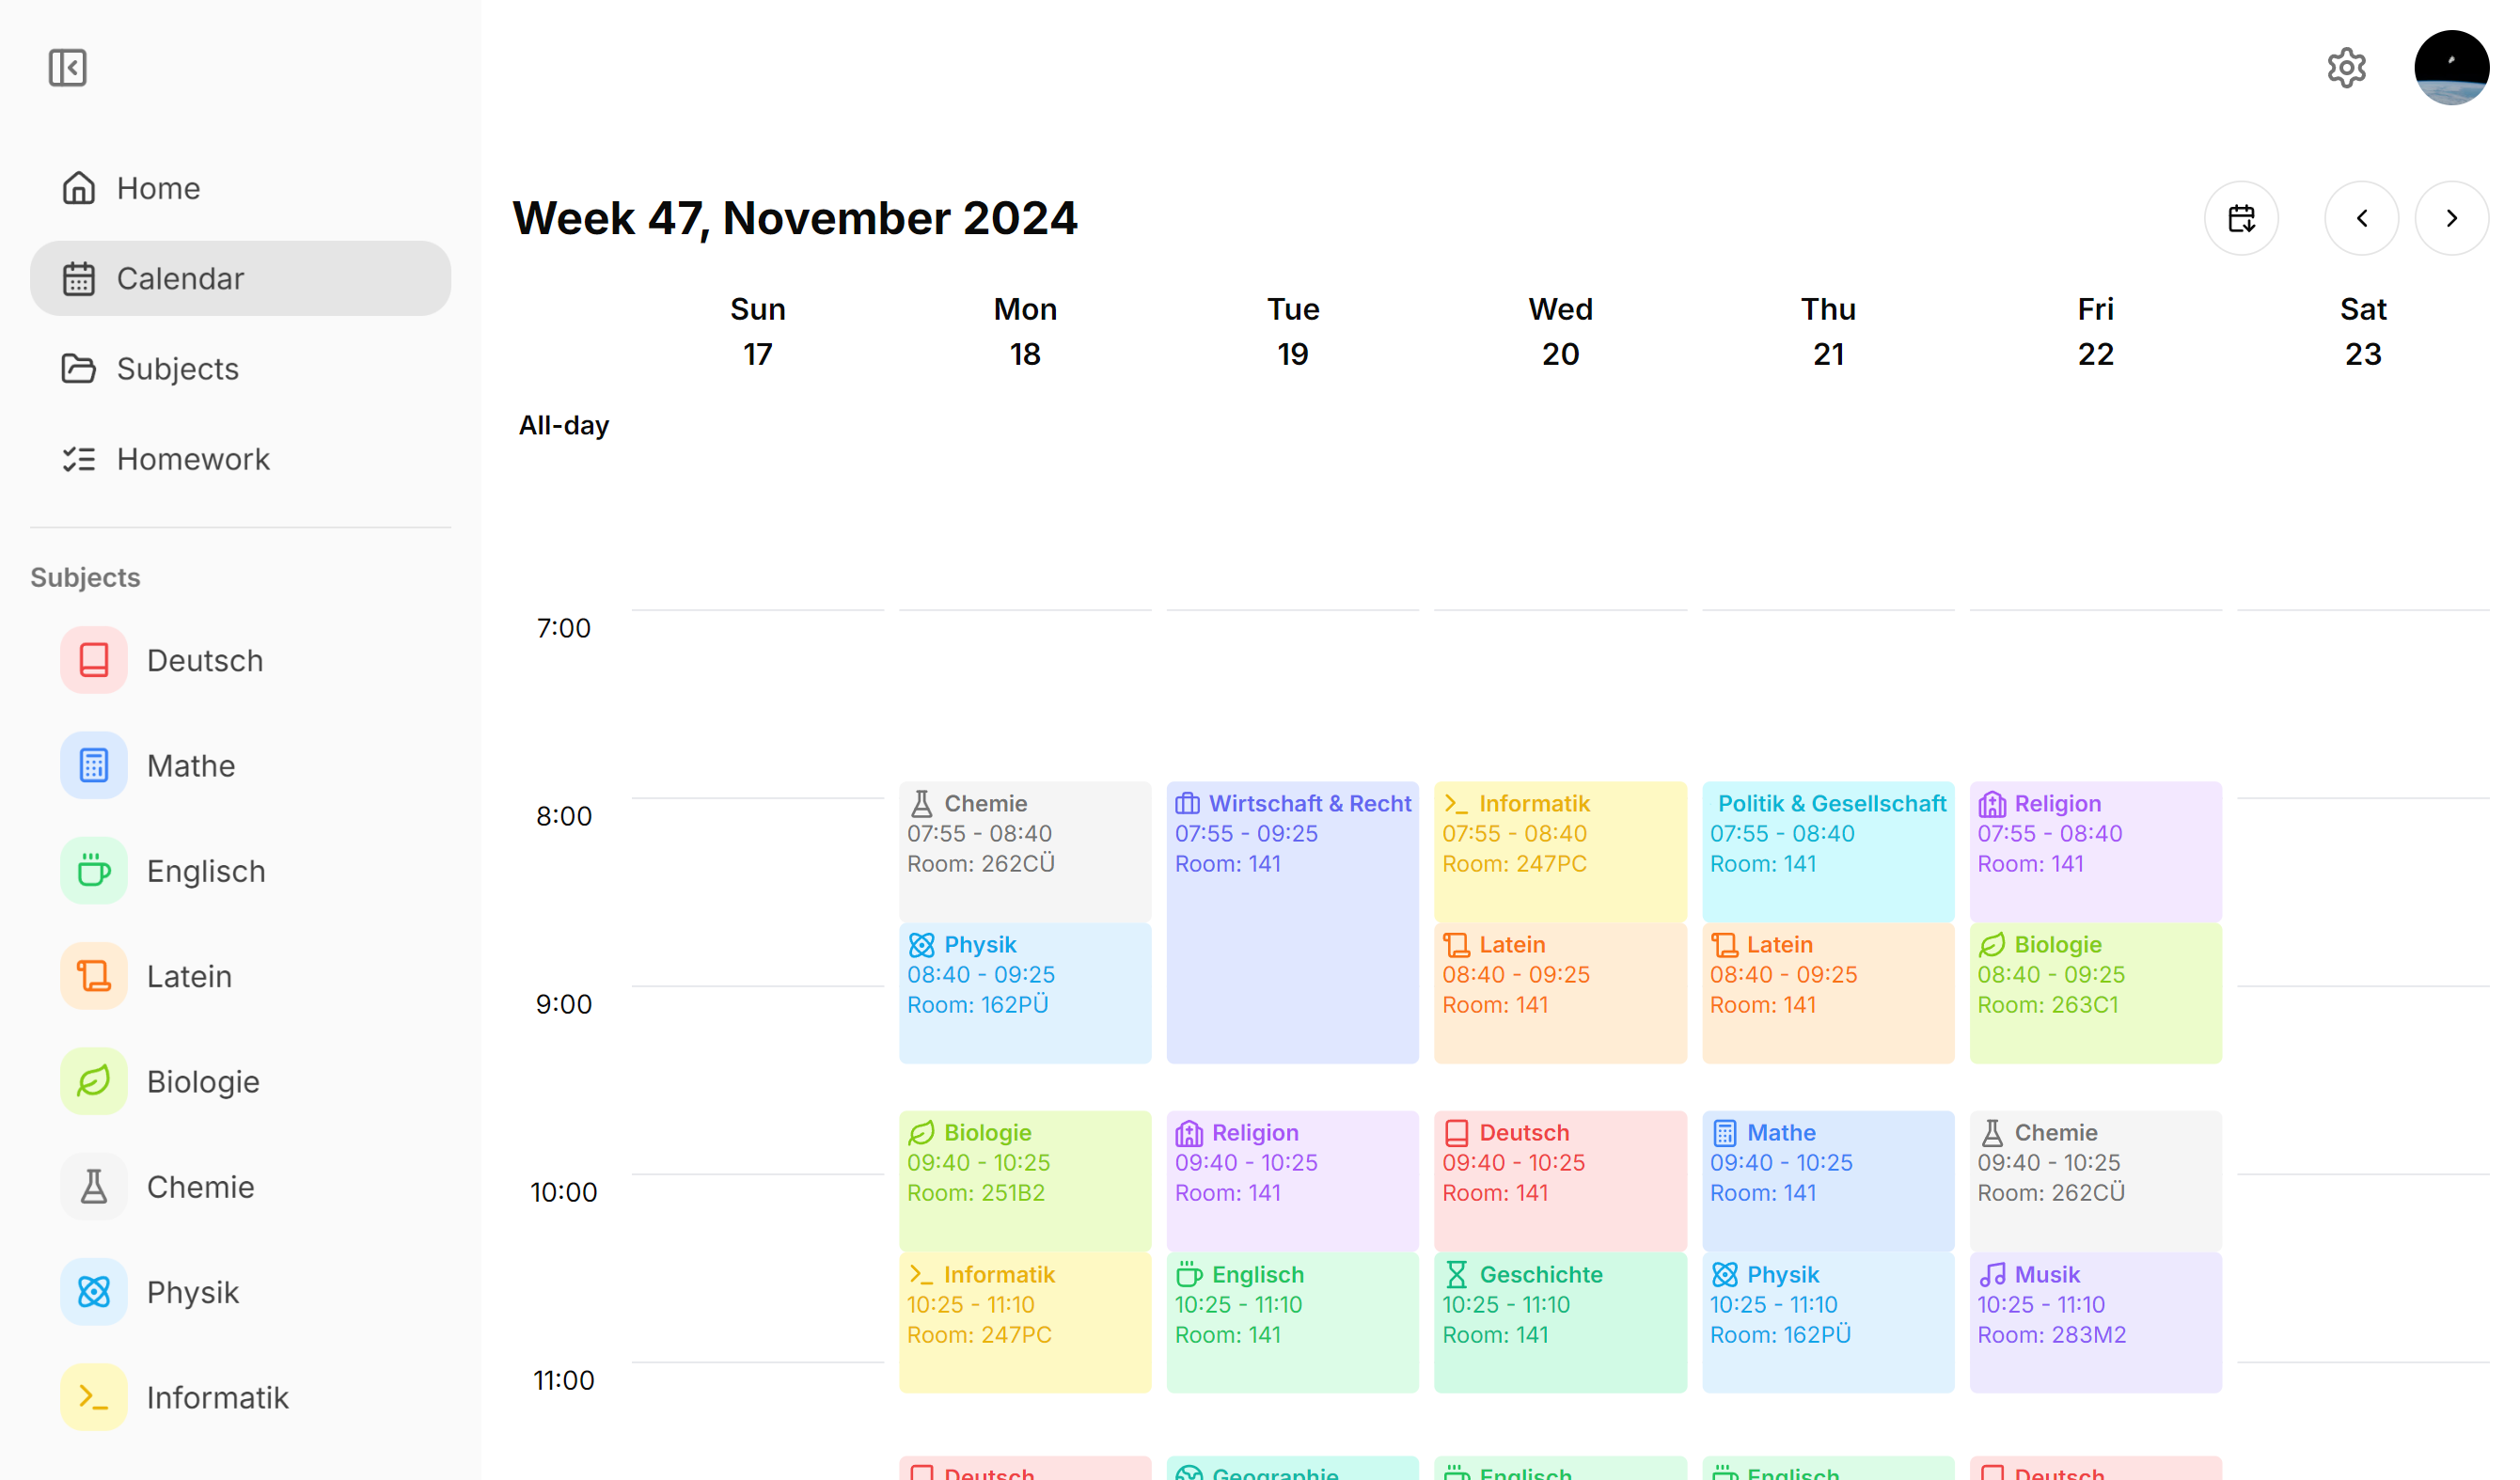 Home
Calendar
Subjects
Homework
Subjects
Deutsch
Mathe
Englisch
Latein
Biologie
Chemie
Physik
Informatik
Week 47, November 2024
Sun
17
Mon
18
Tue
19
Wed
20
Thu
21
Fri
22
Sat
23
All-day
7:00
8:00
9:00
10:00
11:00
Chemie
07:55 - 08:40
Room: 262CÜ
Physik
08:40 - 09:25
Room: 162PÜ
Biologie
09:40 - 10:25
Room: 251B2
Informatik
10:25 - 11:10
Room: 247PC
Deutsch
Wirtschaft & Recht
07:55 - 09:25
Room: 141
Religion
09:40 - 10:25
Room: 141
Englisch
10:25 - 11:10
Room: 141
Geographie
Informatik
07:55 - 08:40
Room: 247PC
Latein
08:40 - 09:25
Room: 141
Deutsch
09:40 - 10:25
Room: 141
Geschichte
10:25 - 11:10
Room: 141
Englisch
Politik & Gesellschaft
07:55 - 08:40
Room: 141
Latein
08:40 - 09:25
Room: 141
Mathe
09:40 - 10:25
Room: 141
Physik
10:25 - 11:10
Room: 162PÜ
Englisch
Religion
07:55 - 08:40
Room: 141
Biologie
08:40 - 09:25
Room: 263C1
Chemie
09:40 - 10:25
Room: 262CÜ
Musik
10:25 - 11:10
Room: 283M2
Deutsch